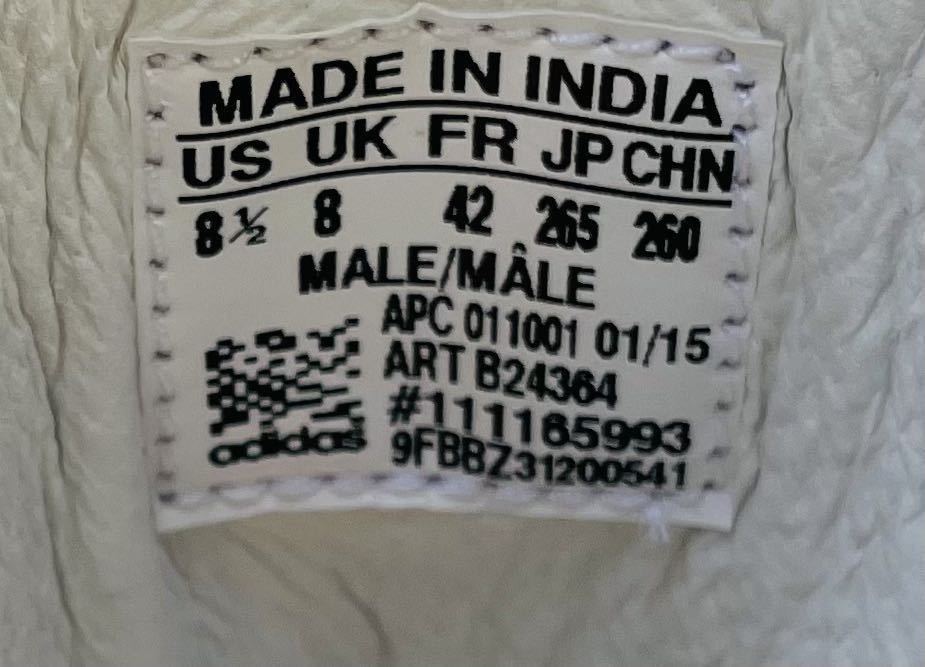 MADE IN INDIA
US UK FR JP CHN
8½ 8 42 265 260
MALE/MÂLE
APC 011001 01/15
ART B24364
#111165993
9FBBZ31200541
adidas